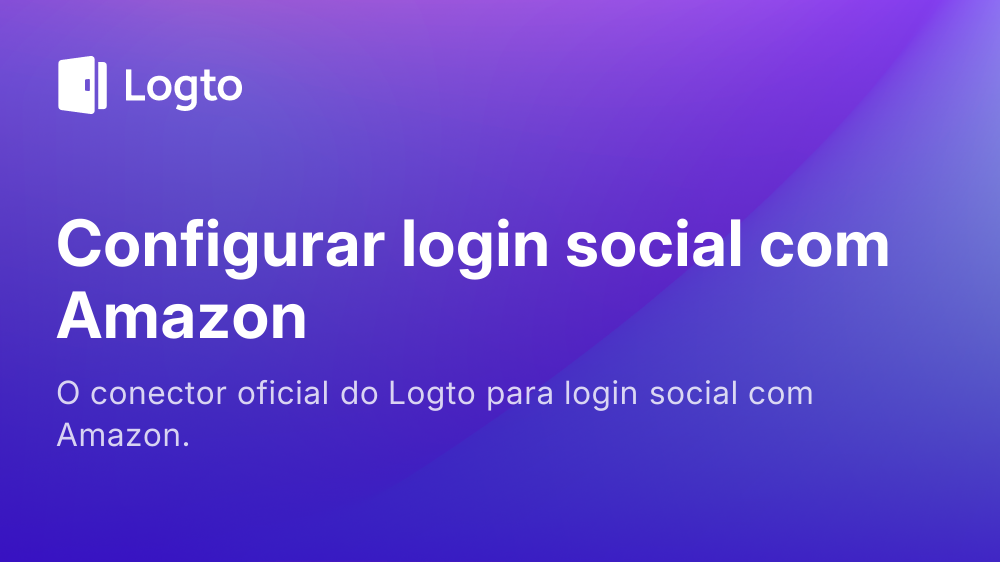 Logto
Configurar login social com
Amazon
O conector oficial do Logto para login social com
Amazon.